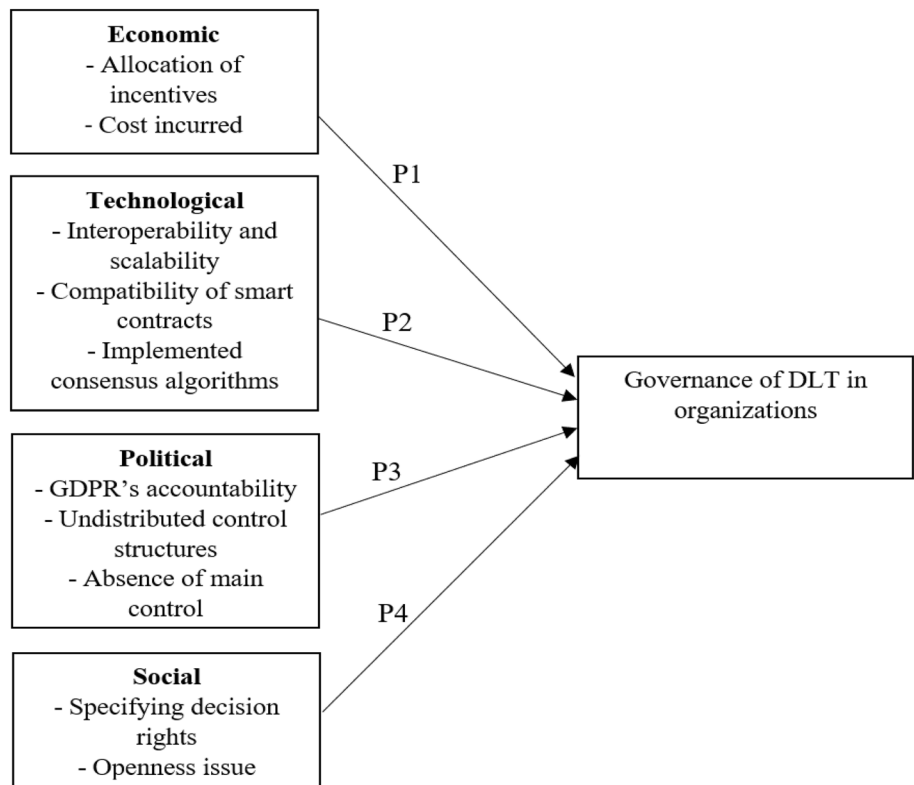 Economic
- Allocation of
incentives
- Cost incurred
P1
Technological
- Interoperability and
scalability
- Compatibility of smart
contracts
- Implemented
consensus algorithms
P2
Governance of DLT in
organizations
Political
- GDPR’s accountability
- Undistributed control
structures
- Absence of main
control
P3
P4
Social
- Specifying decision
rights
- Openness issue